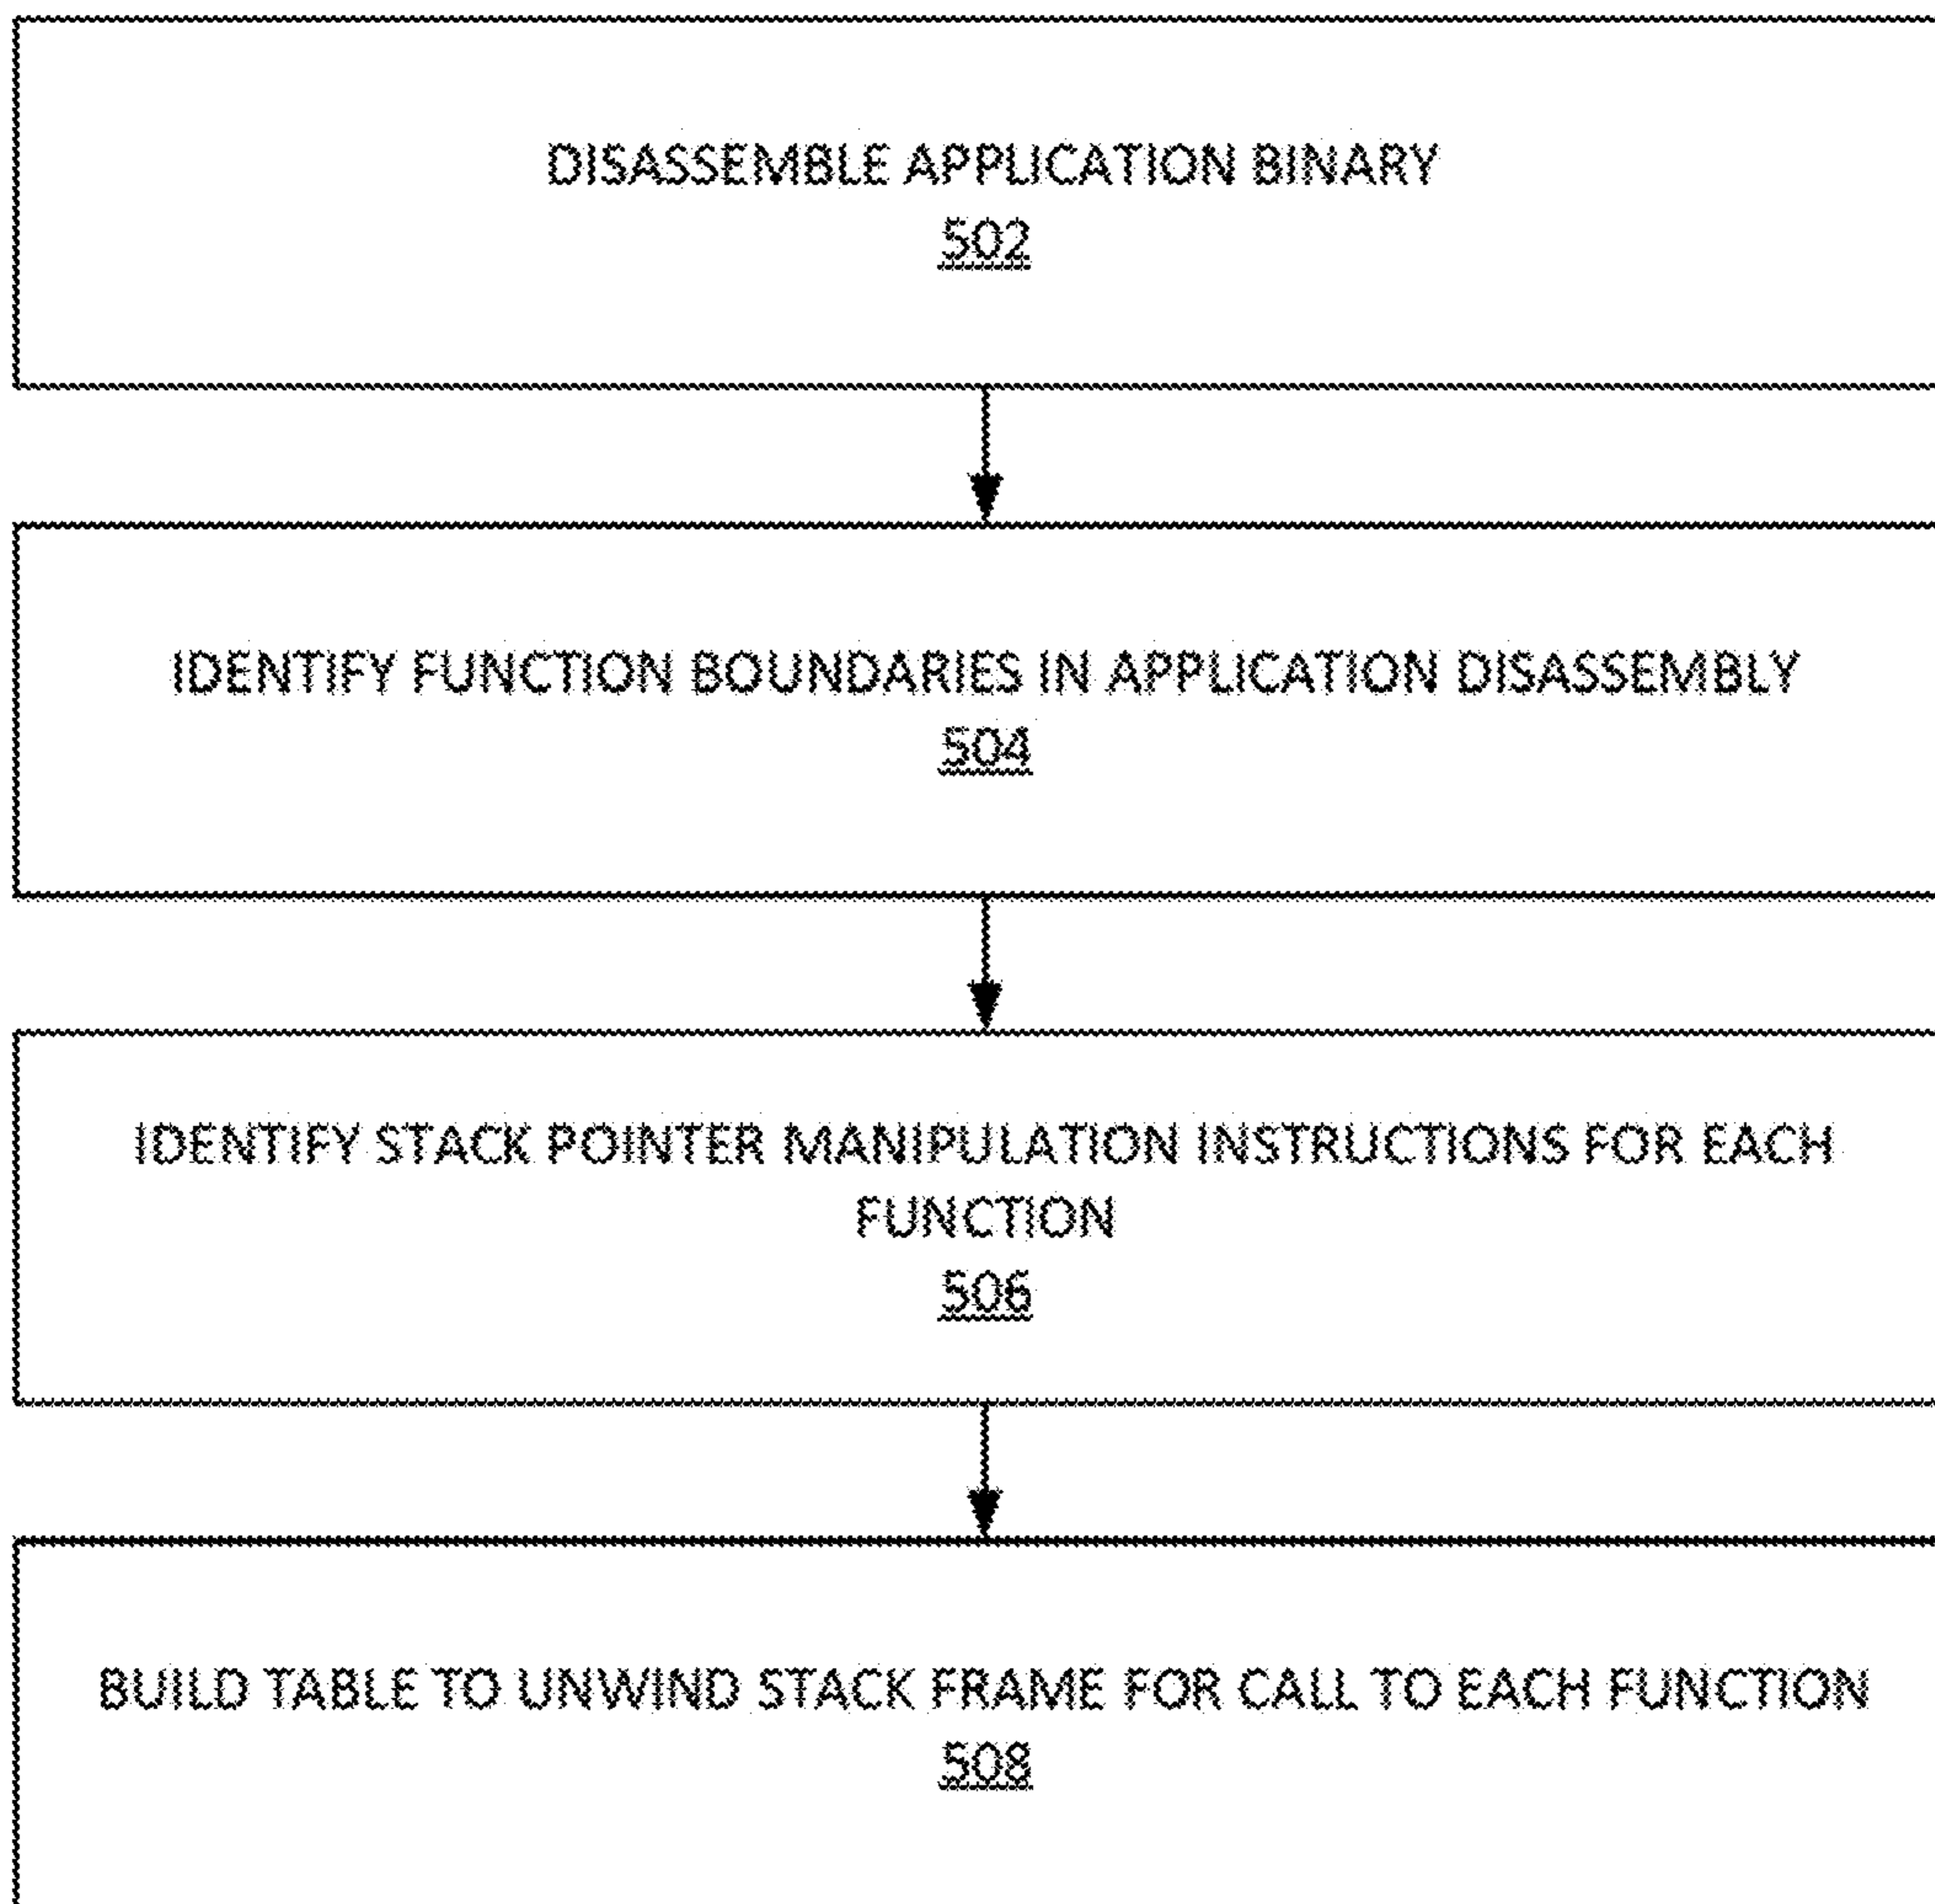 DISASSEMBLE APPLICATION BINARY
502
IDENTIFY FUNCTION BOUNDARIES IN APPLICATION DISASSEMBLY
504
IDENTIFY STACK POINTER MANIPULATION INSTRUCTIONS FOR EACH
FUNCTION
506
BUILD TABLE TO UNWIND STACK FRAME FOR CALL TO EACH FUNCTION
508